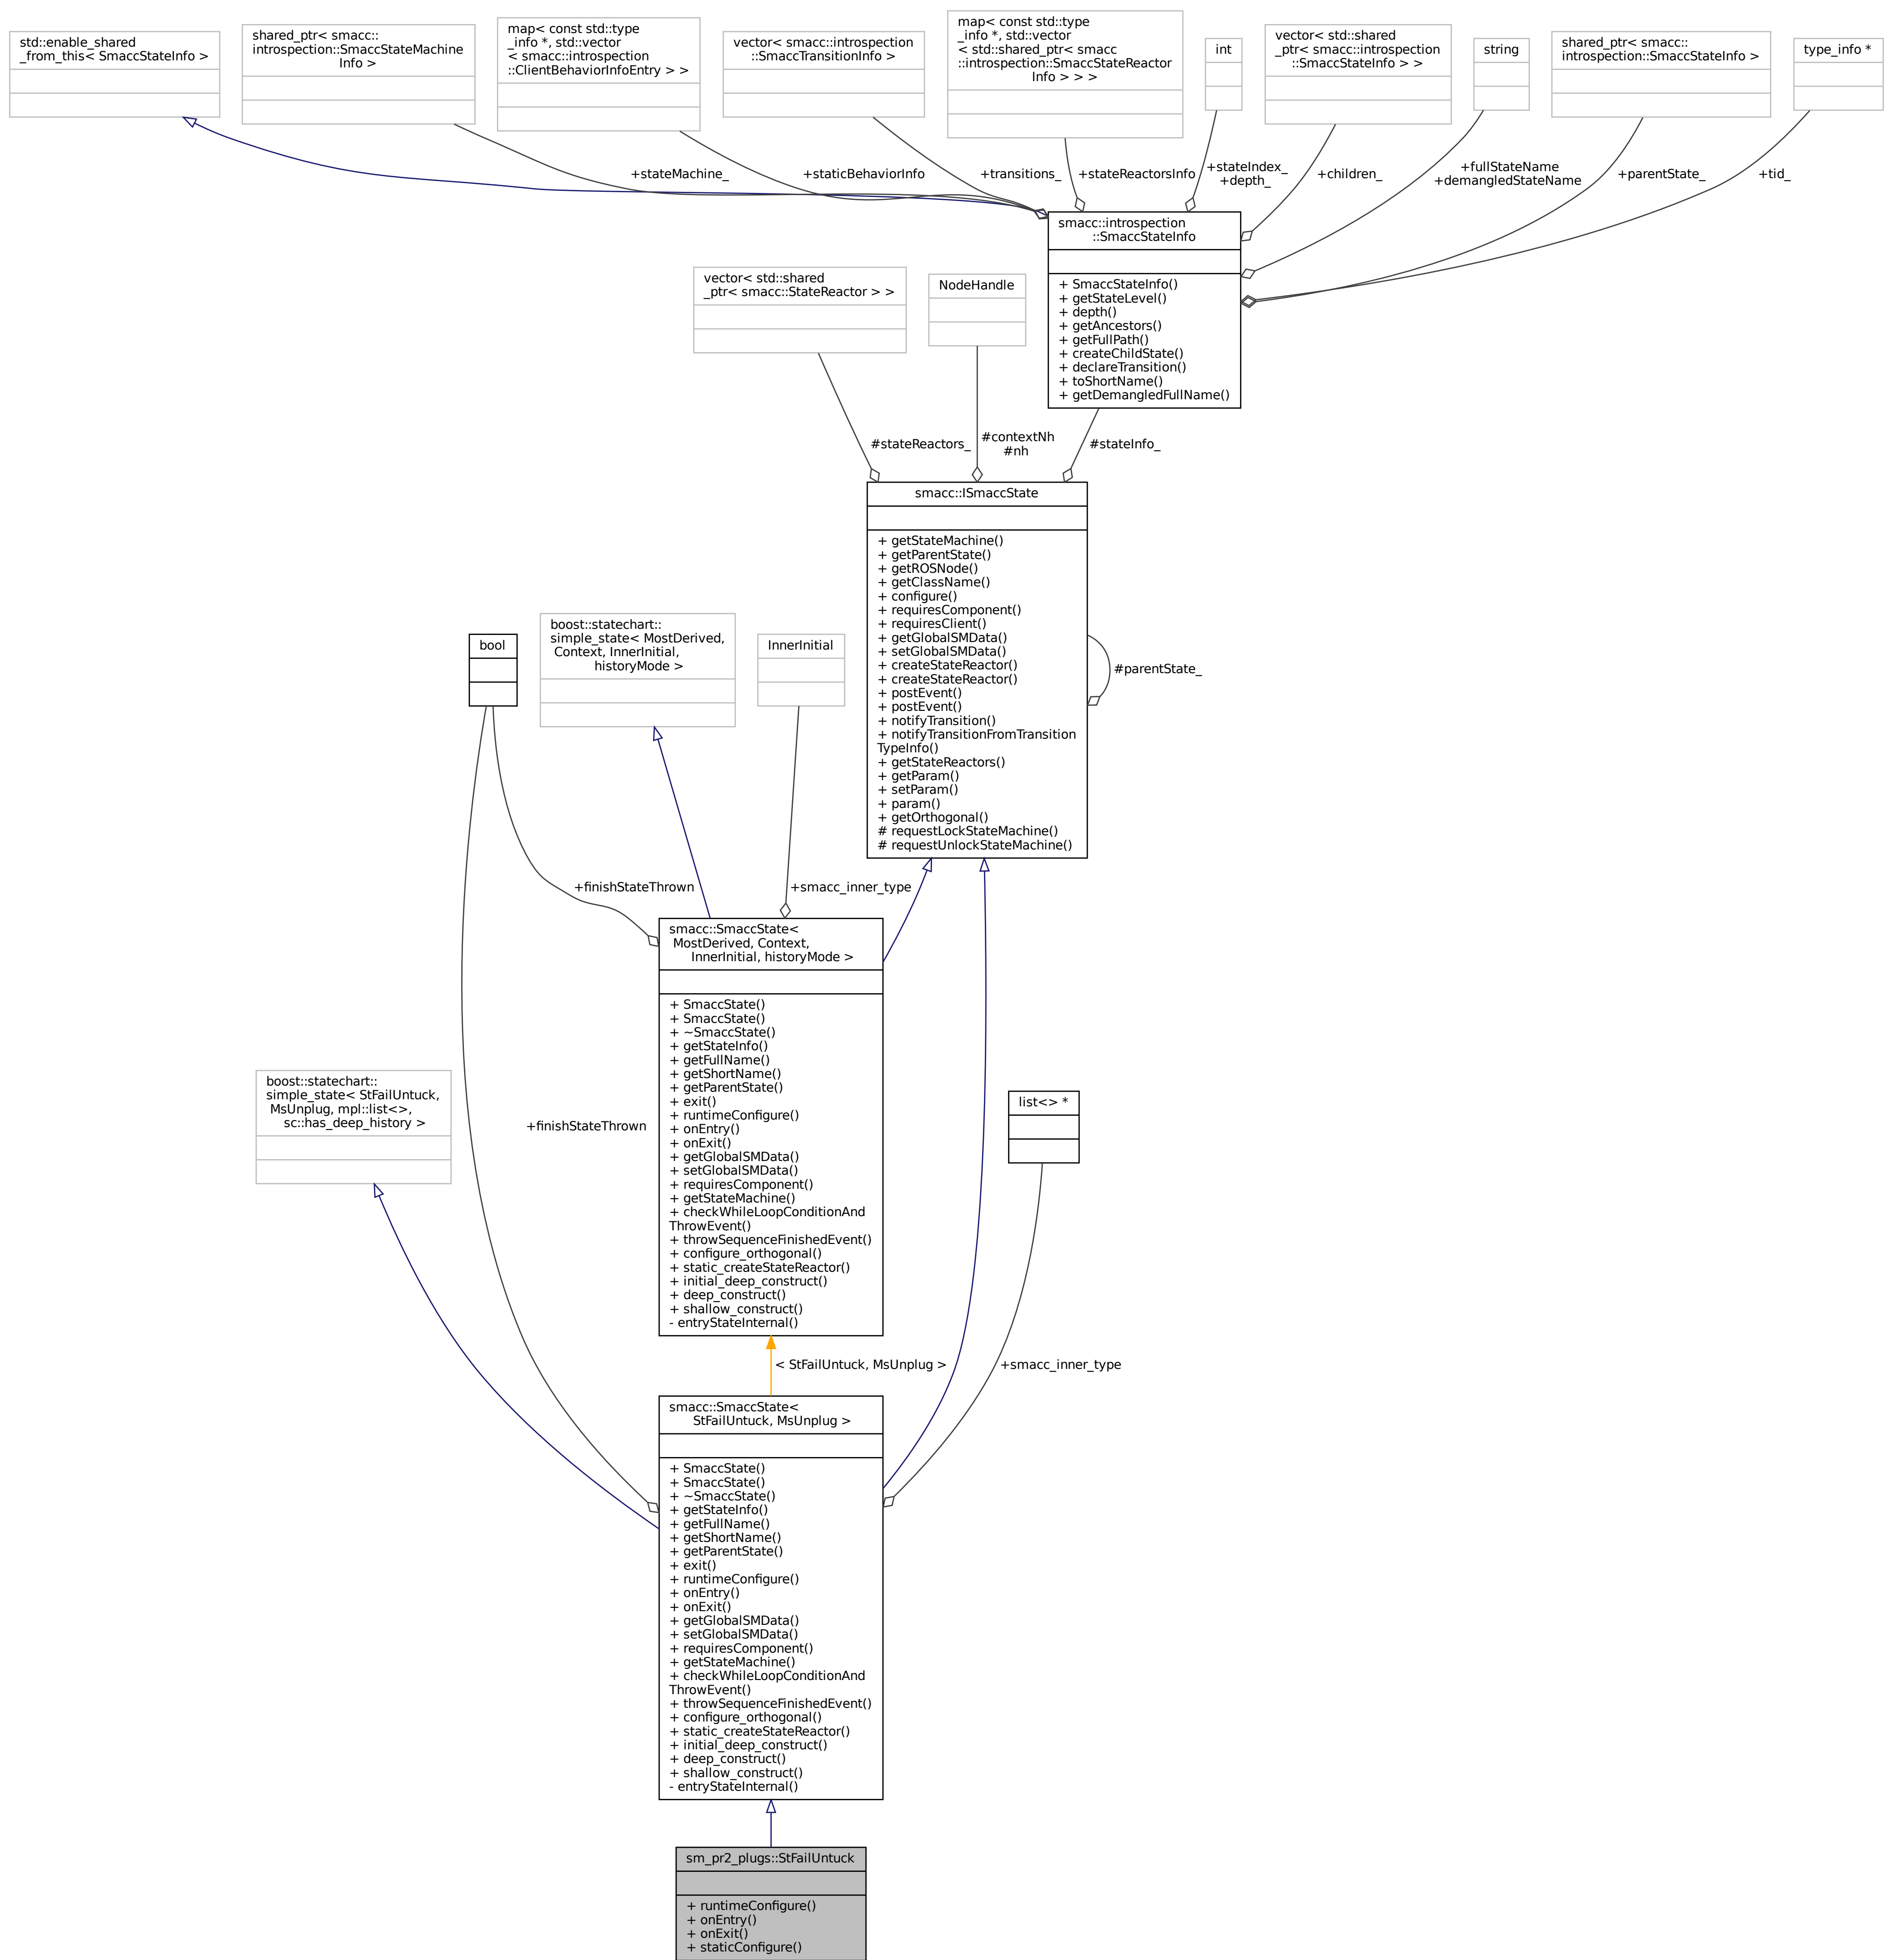 std::enable_shared
_from_this< SmaccStateInfo >
shared_ptr< smacc::
introspection::SmaccStateMachine
Info >
map< const std::type
_info *, std::vector
< smacc::introspection
::ClientBehaviorInfoEntry > >
vector< smacc::introspection
::SmaccTransitionInfo >
map< const std::type
_info *, std::vector
< std::shared_ptr< smacc
::introspection::SmaccStateReactor
Info > > >
int
vector< std::shared
_ptr< smacc::introspection
::SmaccStateInfo > >
string
shared_ptr< smacc::
introspection::SmaccStateInfo >
type_info *
+stateMachine_
+staticBehaviorInfo
+transitions_
+stateReactorsInfo
+stateIndex_
+depth_
+children_
+fullStateName
+demangledStateName
+parentState_
+tid_
smacc::introspection
::SmaccStateInfo
+ SmaccStateInfo()
+ getStateLevel()
+ depth()
+ getAncestors()
+ getFullPath()
+ createChildState()
+ declareTransition()
+ toShortName()
+ getDemangledFullName()
vector< std::shared
_ptr< smacc::StateReactor > >
NodeHandle
#stateReactors_
#contextNh
#nh
#stateInfo_
smacc::ISmaccState
+ getStateMachine()
+ getParentState()
+ getROSNode()
+ getClassName()
+ configure()
+ requiresComponent()
+ requiresClient()
+ getGlobalSMData()
+ setGlobalSMData()
+ createStateReactor()
+ createStateReactor()
+ postEvent()
+ postEvent()
+ notifyTransition()
+ notifyTransitionFromTransition
TypeInfo()
+ getStateReactors()
+ getParam()
+ setParam()
+ param()
+ getOrthogonal()
# requestLockStateMachine()
# requestUnlockStateMachine()
#parentState_
bool
boost::statechart::
simple_state< MostDerived,
Context, InnerInitial,
historyMode >
InnerInitial
+finishStateThrown
+smacc_inner_type
smacc::SmaccState<
MostDerived, Context,
InnerInitial, historyMode >
+ SmaccState()
+ SmaccState()
+ ~SmaccState()
+ getStateInfo()
+ getFullName()
+ getShortName()
+ getParentState()
+ exit()
+ runtimeConfigure()
+ onEntry()
+ onExit()
+ getGlobalSMData()
+ setGlobalSMData()
+ requiresComponent()
+ getStateMachine()
+ checkWhileLoopConditionAnd
ThrowEvent()
+ throwSequenceFinishedEvent()
+ configure_orthogonal()
+ static_createStateReactor()
+ initial_deep_construct()
+ deep_construct()
+ shallow_construct()
- entryStateInternal()
boost::statechart::
simple_state< StFailUntuck,
MsUnplug, mpl::list<>,
sc::has_deep_history >
+finishStateThrown
list<> *
< StFailUntuck, MsUnplug >
+smacc_inner_type
smacc::SmaccState<
StFailUntuck, MsUnplug >
+ SmaccState()
+ SmaccState()
+ ~SmaccState()
+ getStateInfo()
+ getFullName()
+ getShortName()
+ getParentState()
+ exit()
+ runtimeConfigure()
+ onEntry()
+ onExit()
+ getGlobalSMData()
+ setGlobalSMData()
+ requiresComponent()
+ getStateMachine()
+ checkWhileLoopConditionAnd
ThrowEvent()
+ throwSequenceFinishedEvent()
+ configure_orthogonal()
+ static_createStateReactor()
+ initial_deep_construct()
+ deep_construct()
+ shallow_construct()
- entryStateInternal()
sm_pr2_plugs::StFailUntuck
+ runtimeConfigure()
+ onEntry()
+ onExit()
+ staticConfigure()